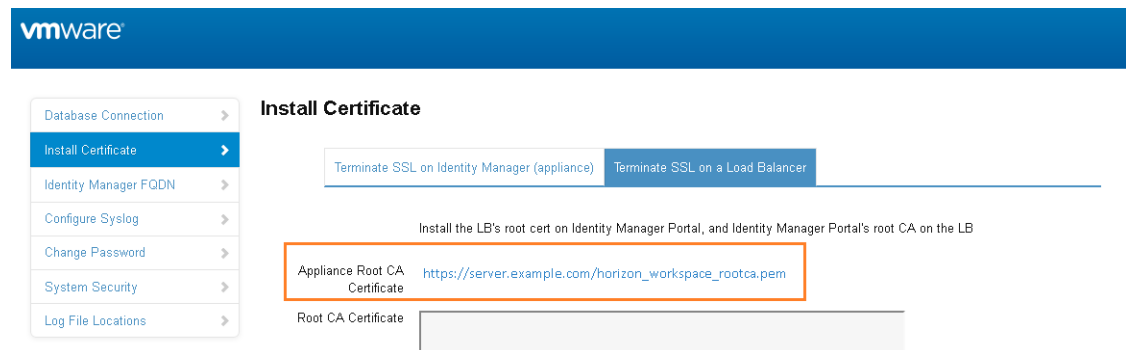 vmware®
Database Connection
Install Certificate
Identity Manager FQDN
Configure Syslog
Change Password
System Security
Log File Locations
Install Certificate
Terminate SSL on Identity Manager (appliance)
Terminate SSL on a Load Balancer
Install the LB's root cert on Identity Manager Portal, and Identity Manager Portal's root CA on the LB
Appliance Root CA
Certificate
https://server.example.com/horizon_workspace_rootca.pem
Root CA Certificate